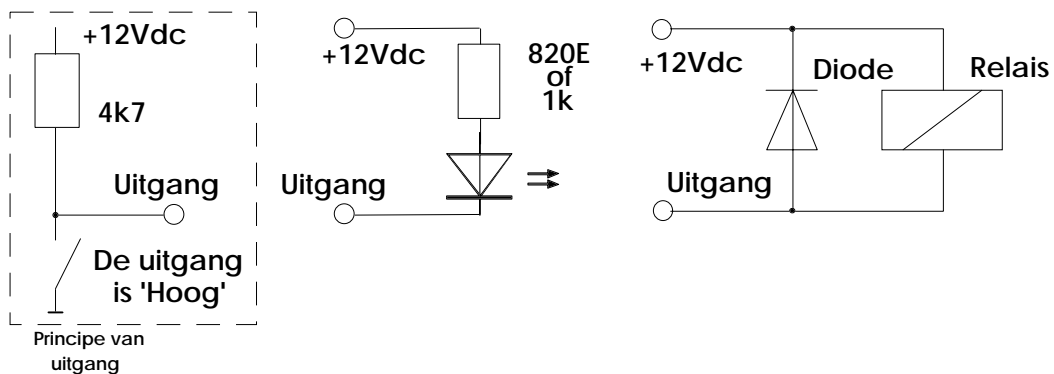 +12Vdc
4k7
Uitgang
De uitgang
is 'Hoog'
Principe van
uitgang
+12Vdc
820E
of
1k
Uitgang
+12Vdc
Diode
Relais
Uitgang